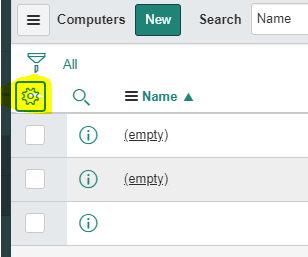 Computers New Search Name
All
Name
(empty)
(empty)